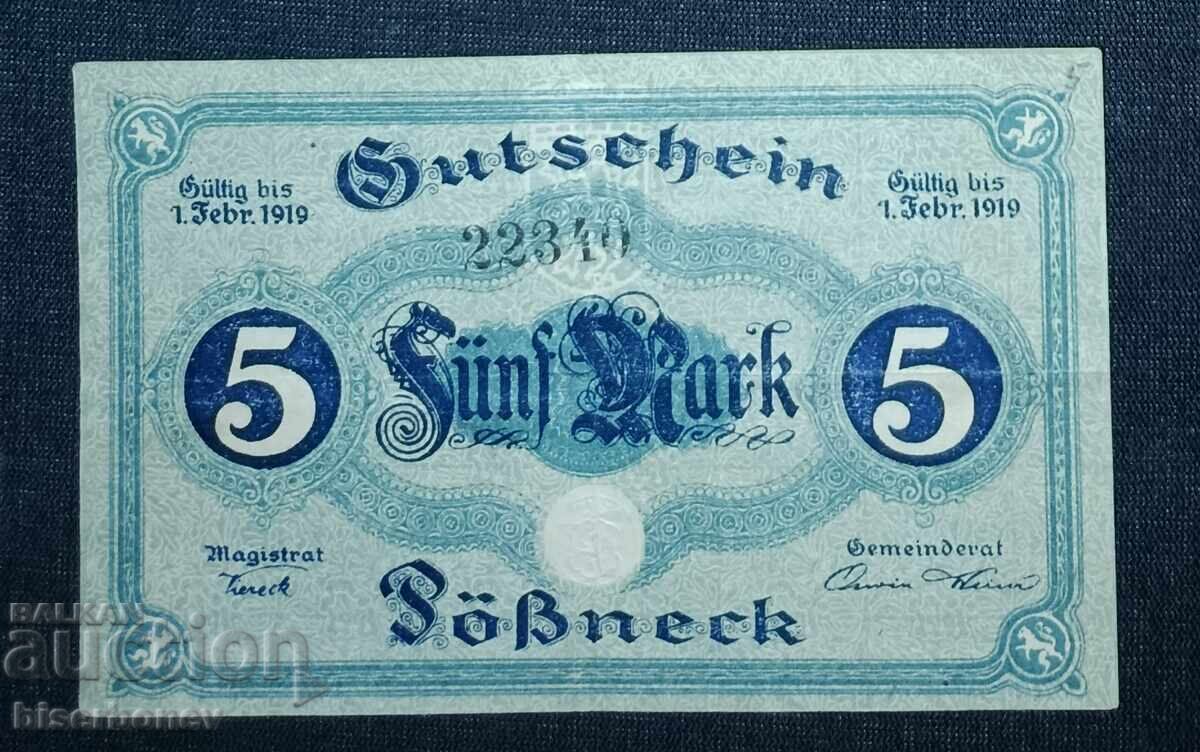 5
Gutschein
Gültig bis
1. Febr. 1919
Gültig bis
1. Febr. 1919
22340
5
Fünf Mark
5
Magistrat
Gemeinderat
Pößneck
BALKAN
auction
biserbonev